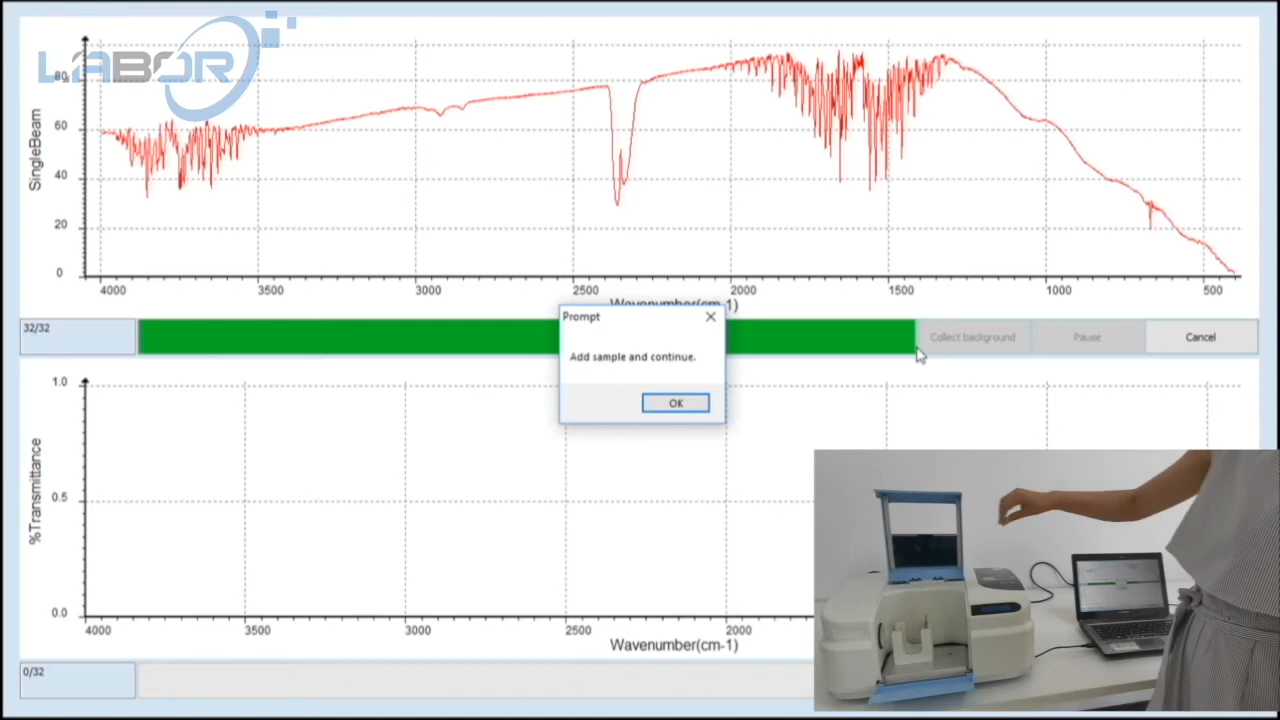 LABOR
SingleBeam
80
60
40
20
0
4000 3500 3000 2500 2000 1500 1000 500
Wavenumber(cm-1)
32/32
Collect background
Pause
Cancel
Prompt
Add sample and continue.
OK
%Transmittance
1.0
0.5
0.0
4000 3500 3000 2500 2000
Wavenumber(cm-1)
0/32